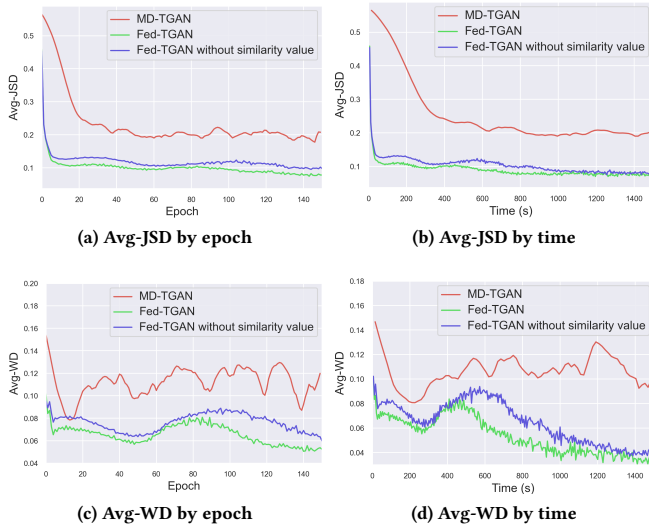 MD-TGAN
Fed-TGAN
Fed-TGAN without similarity value
Avg-JSD
0.5
0.4
0.3
0.2
0.1
0 20 40 60 80 100 120 140
Epoch
(a) Avg-JSD by epoch
MD-TGAN
Fed-TGAN
Fed-TGAN without similarity value
Avg-JSD
0.5
0.4
0.3
0.2
0.1
0 200 400 600 800 1000 1200 1400
Time (s)
(b) Avg-JSD by time
MD-TGAN
Fed-TGAN
Fed-TGAN without similarity value
Avg-WD
0.20
0.18
0.16
0.14
0.12
0.10
0.08
0.06
0.04
0 20 40 60 80 100 120 140
Epoch
(c) Avg-WD by epoch
MD-TGAN
Fed-TGAN
Fed-TGAN without similarity value
Avg-WD
0.18
0.16
0.14
0.12
0.10
0.08
0.06
0.04
0 200 400 600 800 1000 1200 1400
Time (s)
(d) Avg-WD by time